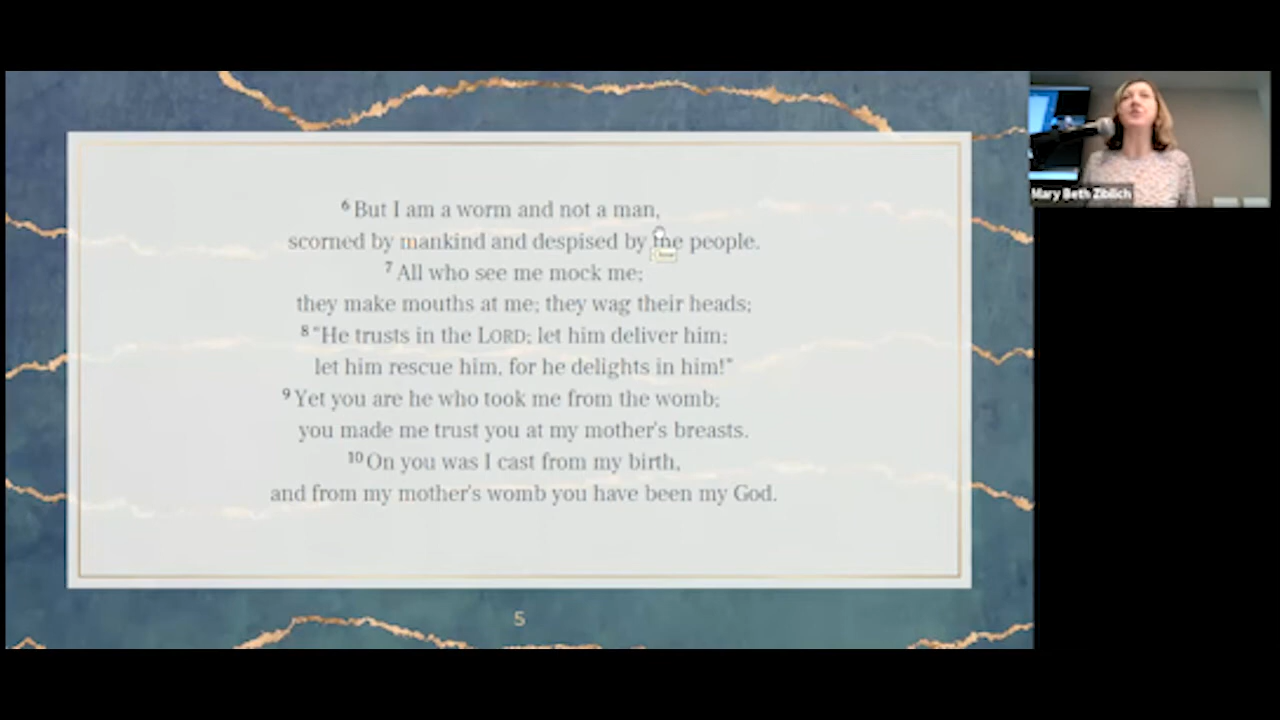 ⁶ But I am a worm and not a man,
scorned by mankind and despised by the people.
⁷ All who see me mock me;
they make mouths at me; they wag their heads;
⁸ "He trusts in the LORD; let him deliver him;
let him rescue him, for he delights in him!"
⁹ Yet you are he who took me from the womb;
you made me trust you at my mother's breasts.
¹⁰ On you was I cast from my birth,
and from my mother's womb you have been my God.
5
Mary Beth Ziblich